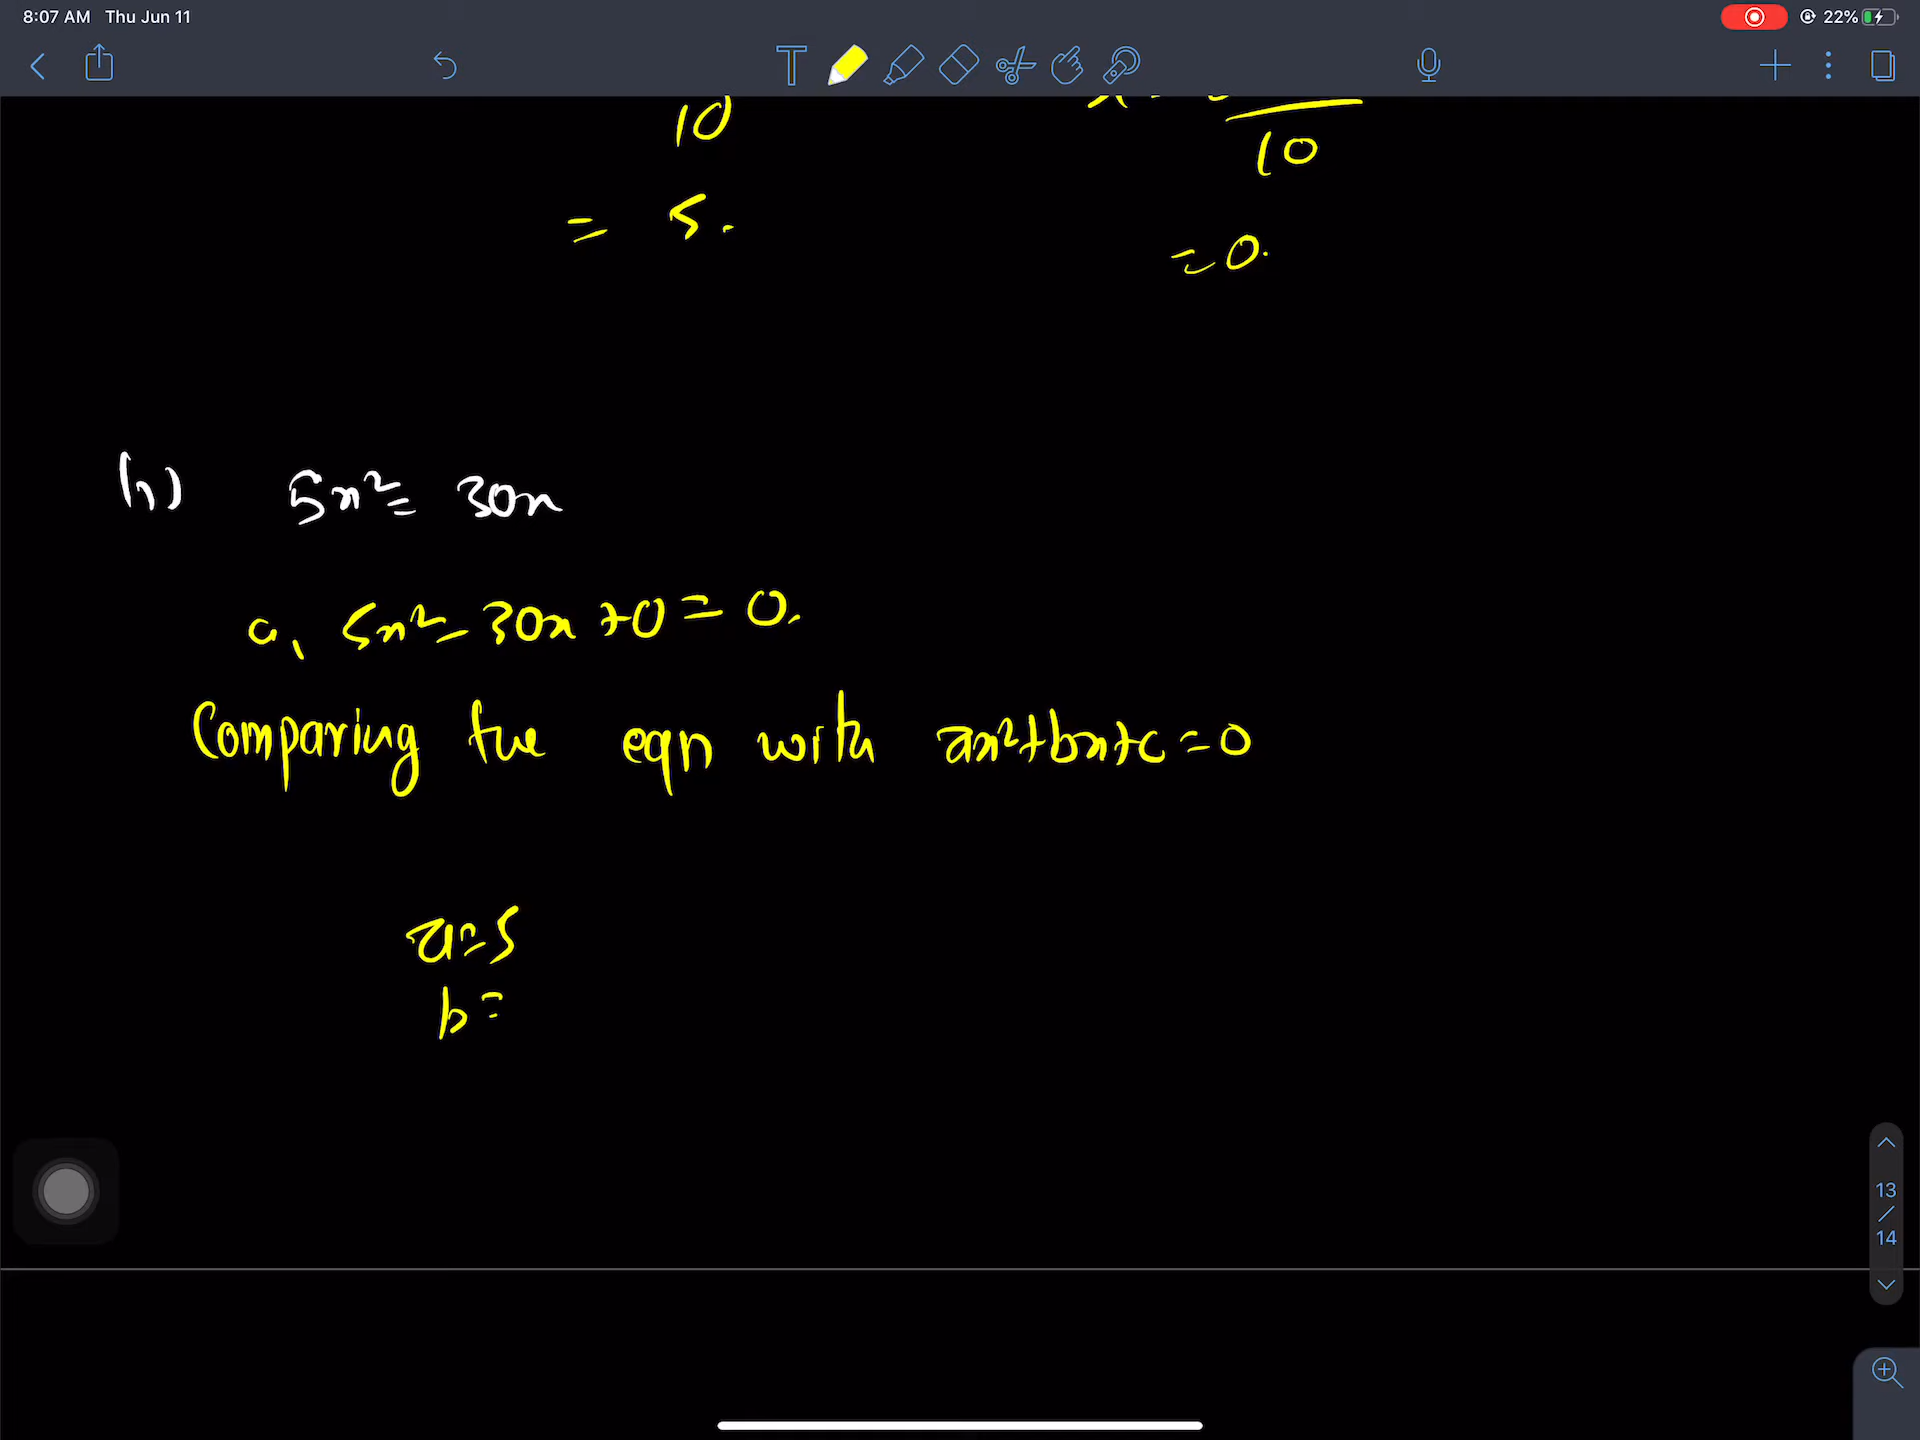 8:07 AM Thu Jun 11
22%
10
10
= 5.
= 0.
h) 5x² = 30x
5x² - 30x + 0 = 0.
Comparing the eqn with ax² + bx + c = 0
a = 5
b =
13
/
14